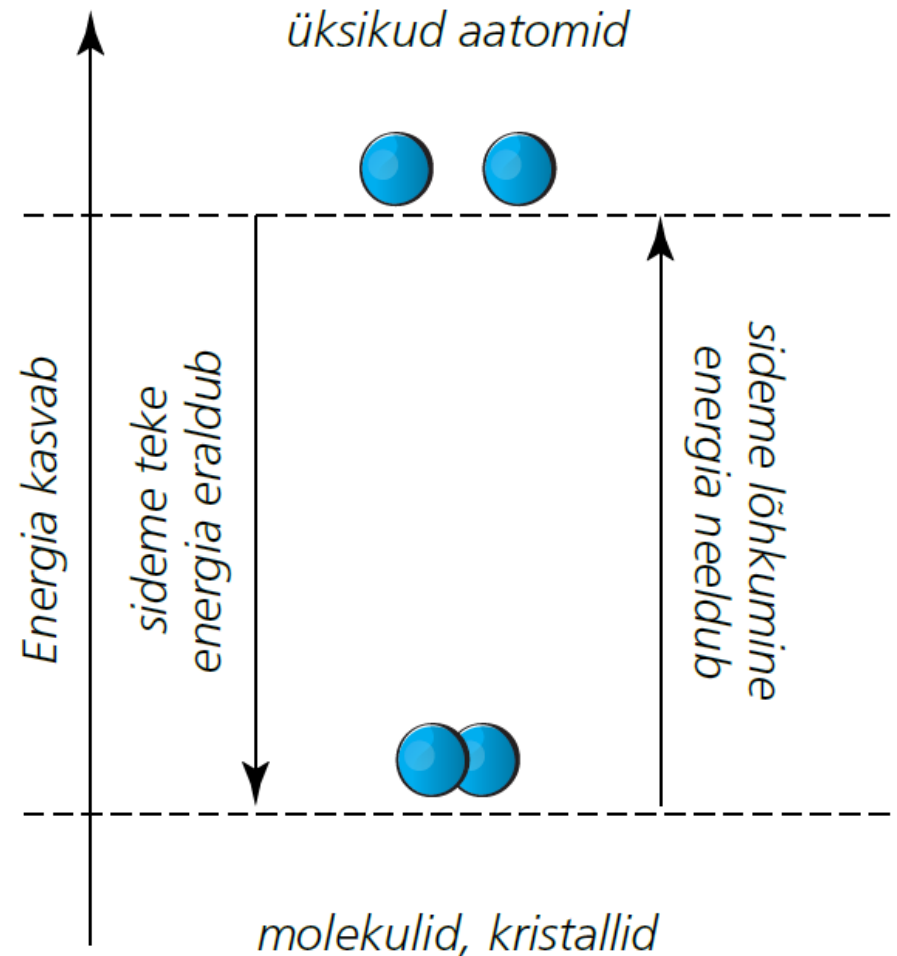 üksikud aatomid
Energia kasvab
sideme teke
energia eraldub
sideme lõhkumine
energia neeldub
molekulid, kristallid